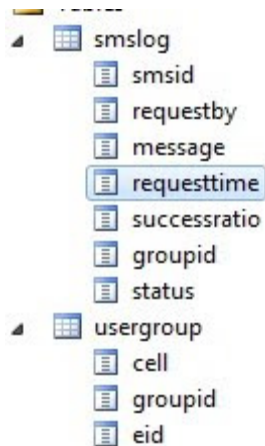 smslog
smsid
requestby
message
requesttime
successratio
groupid
status
usergroup
cell
groupid
eid